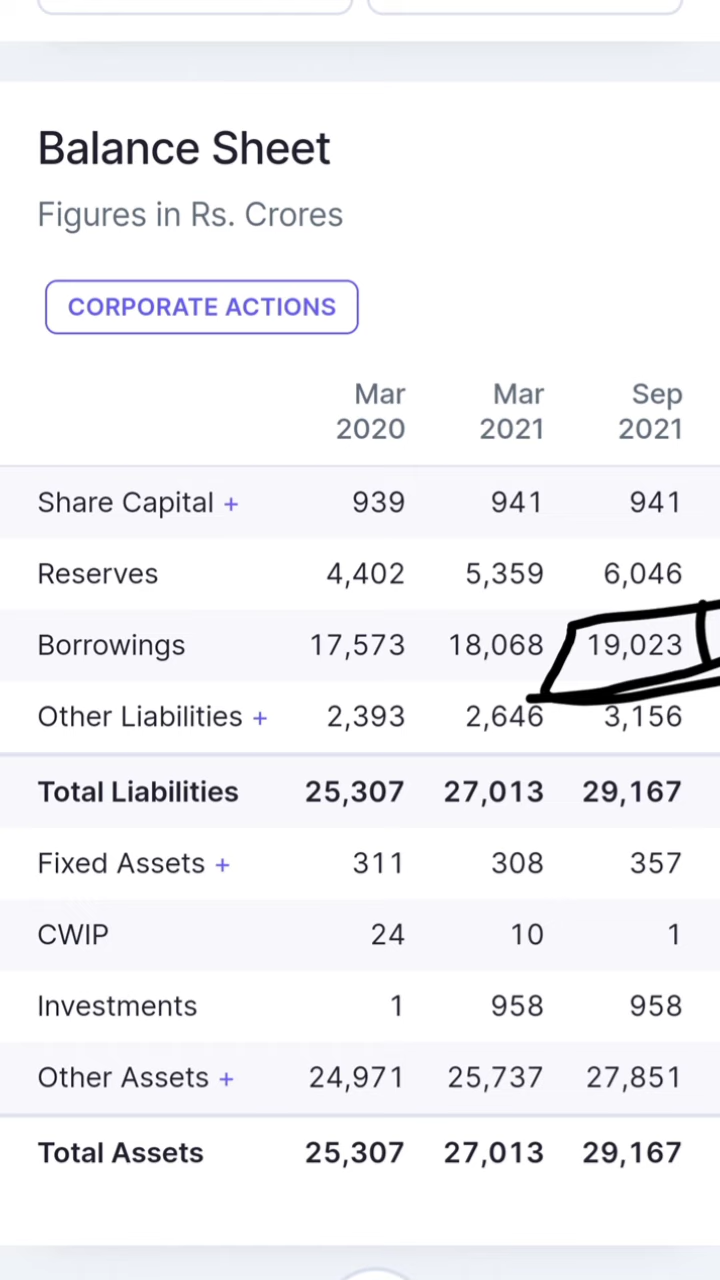 Balance Sheet
Figures in Rs. Crores
CORPORATE ACTIONS
Mar 2020 Mar 2021 Sep 2021
Share Capital + 939 941 941
Reserves 4,402 5,359 6,046
Borrowings 17,573 18,068 19,023
Other Liabilities + 2,393 2,646 3,156
Total Liabilities 25,307 27,013 29,167
Fixed Assets + 311 308 357
CWIP 24 10 1
Investments 1 958 958
Other Assets + 24,971 25,737 27,851
Total Assets 25,307 27,013 29,167